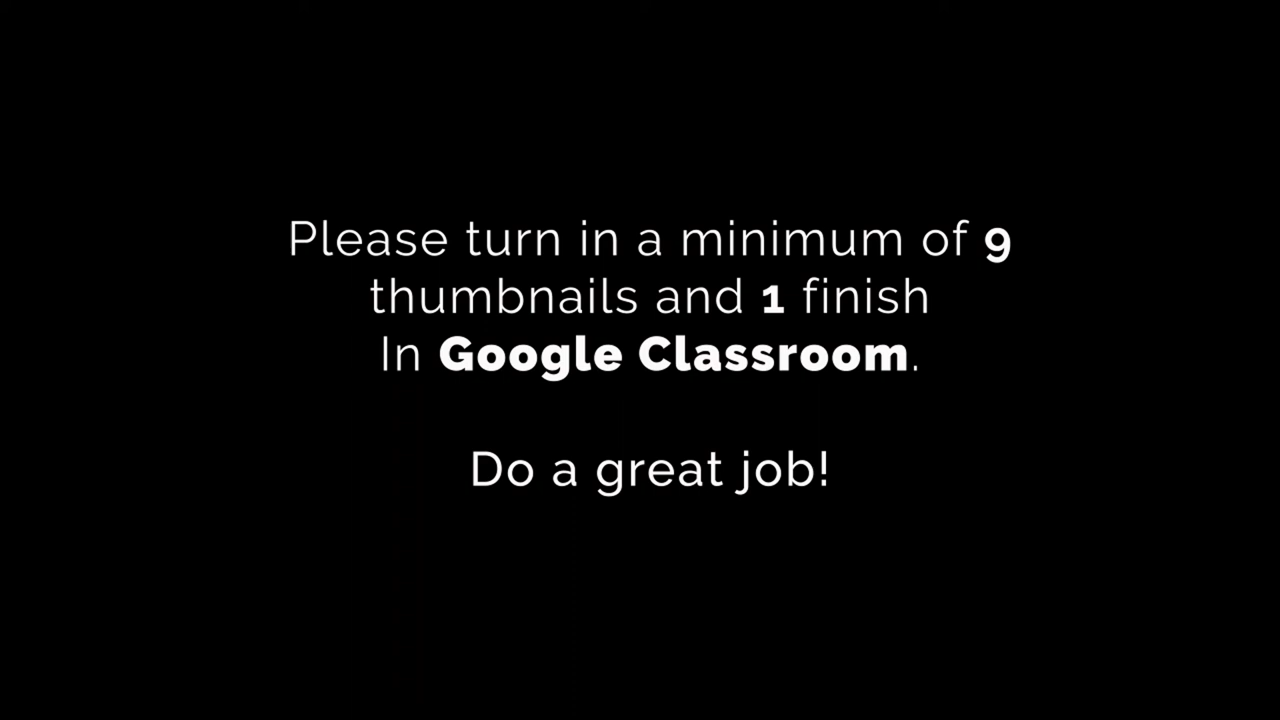 Please turn in a minimum of 9
thumbnails and 1 finish
In Google Classroom.
Do a great job!